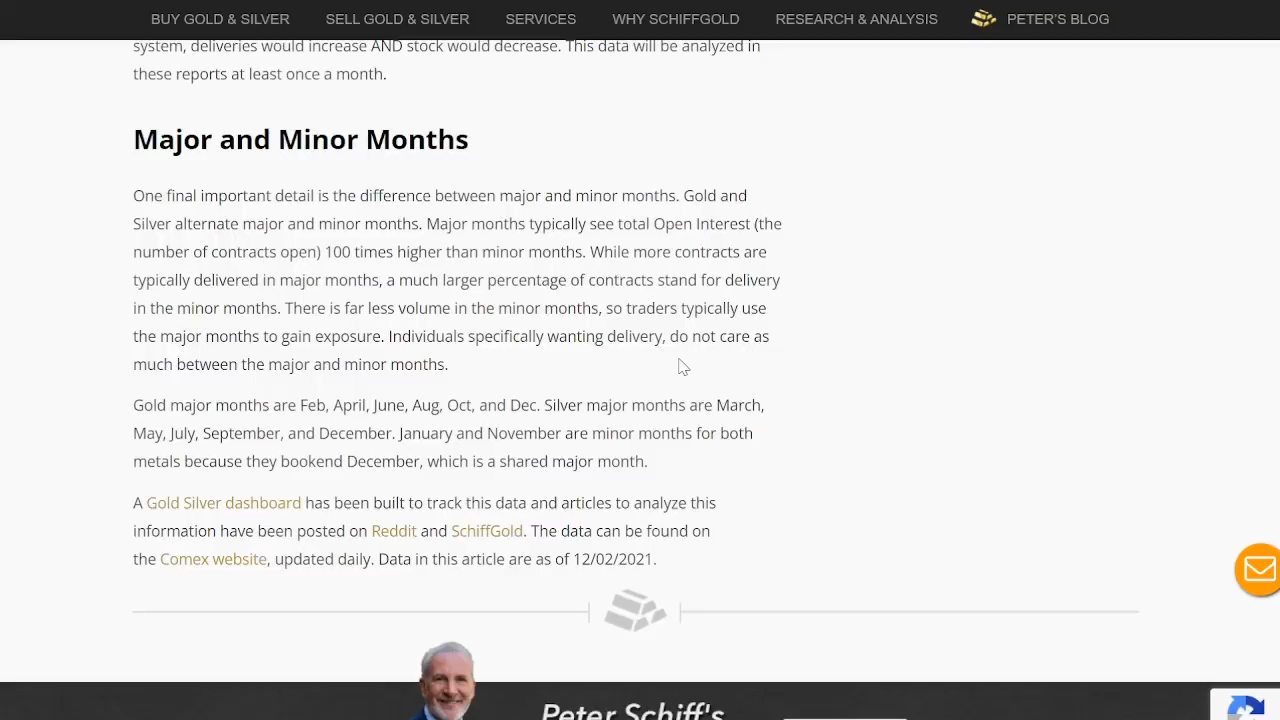 BUY GOLD & SILVER SELL GOLD & SILVER SERVICES WHY SCHIFFGOLD RESEARCH & ANALYSIS PETER'S BLOG
system, deliveries would increase AND stock would decrease. This data will be analyzed in
these reports at least once a month.
Major and Minor Months
One final important detail is the difference between major and minor months. Gold and
Silver alternate major and minor months. Major months typically see total Open Interest (the
number of contracts open) 100 times higher than minor months. While more contracts are
typically delivered in major months, a much larger percentage of contracts stand for delivery
in the minor months. There is far less volume in the minor months, so traders typically use
the major months to gain exposure. Individuals specifically wanting delivery, do not care as
much between the major and minor months.
Gold major months are Feb, April, June, Aug, Oct, and Dec. Silver major months are March,
May, July, September, and December. January and November are minor months for both
metals because they bookend December, which is a shared major month.
A Gold Silver dashboard has been built to track this data and articles to analyze this
information have been posted on Reddit and SchiffGold. The data can be found on
the Comex website, updated daily. Data in this article are as of 12/02/2021.
Peter Schiff's